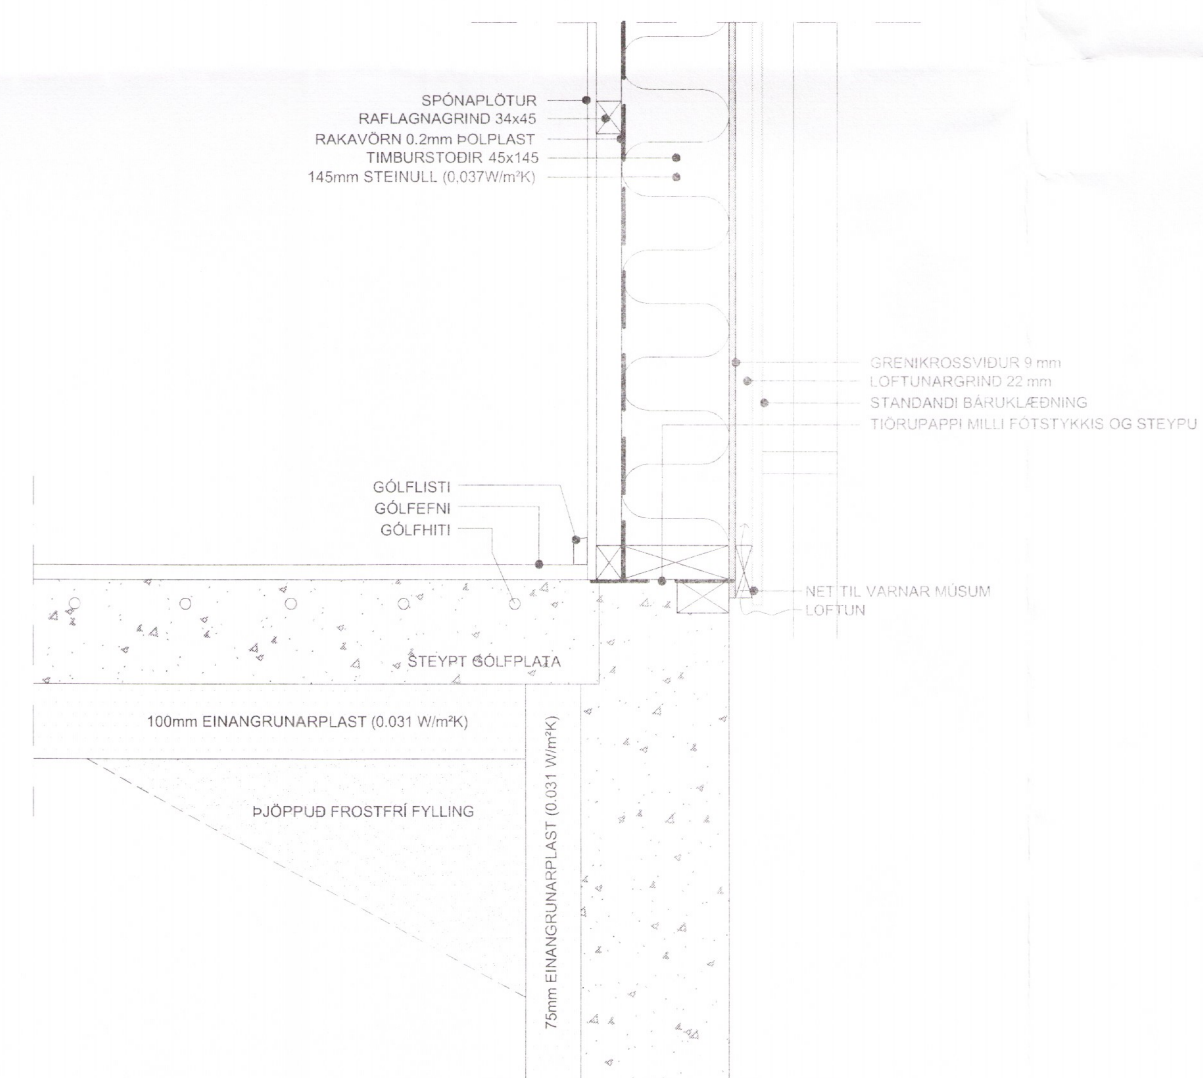 SPÓNAPLÖTUR
RAFLAGNAGRIND 34x45
RAKAVÖRN 0.2mm ÞOLPLAST
TIMBURSTOÐIR 45x145
145mm STEINULL (0.037W/m²K)
GRENIKROSSVIÐUR 9 mm
LOFTUNARGRIND 22 mm
STANDANDI BÁRUKLÆÐNING
TJÖRUPAPPI MILLI FÓTSTYKKIS OG STEYPU
GÓLFLISTI
GÓLFEFNI
GÓLFHITI
NET TIL VARNAR MÚSUM
LOFTUN
STEYPT GÓLFPLATA
100mm EINANGRUNARPLAST (0.031 W/m²K)
ÞJÖPPUÐ FROSTFRÍ FYLLING
75mm EINANGRUNARPLAST (0.031 W/m²K)